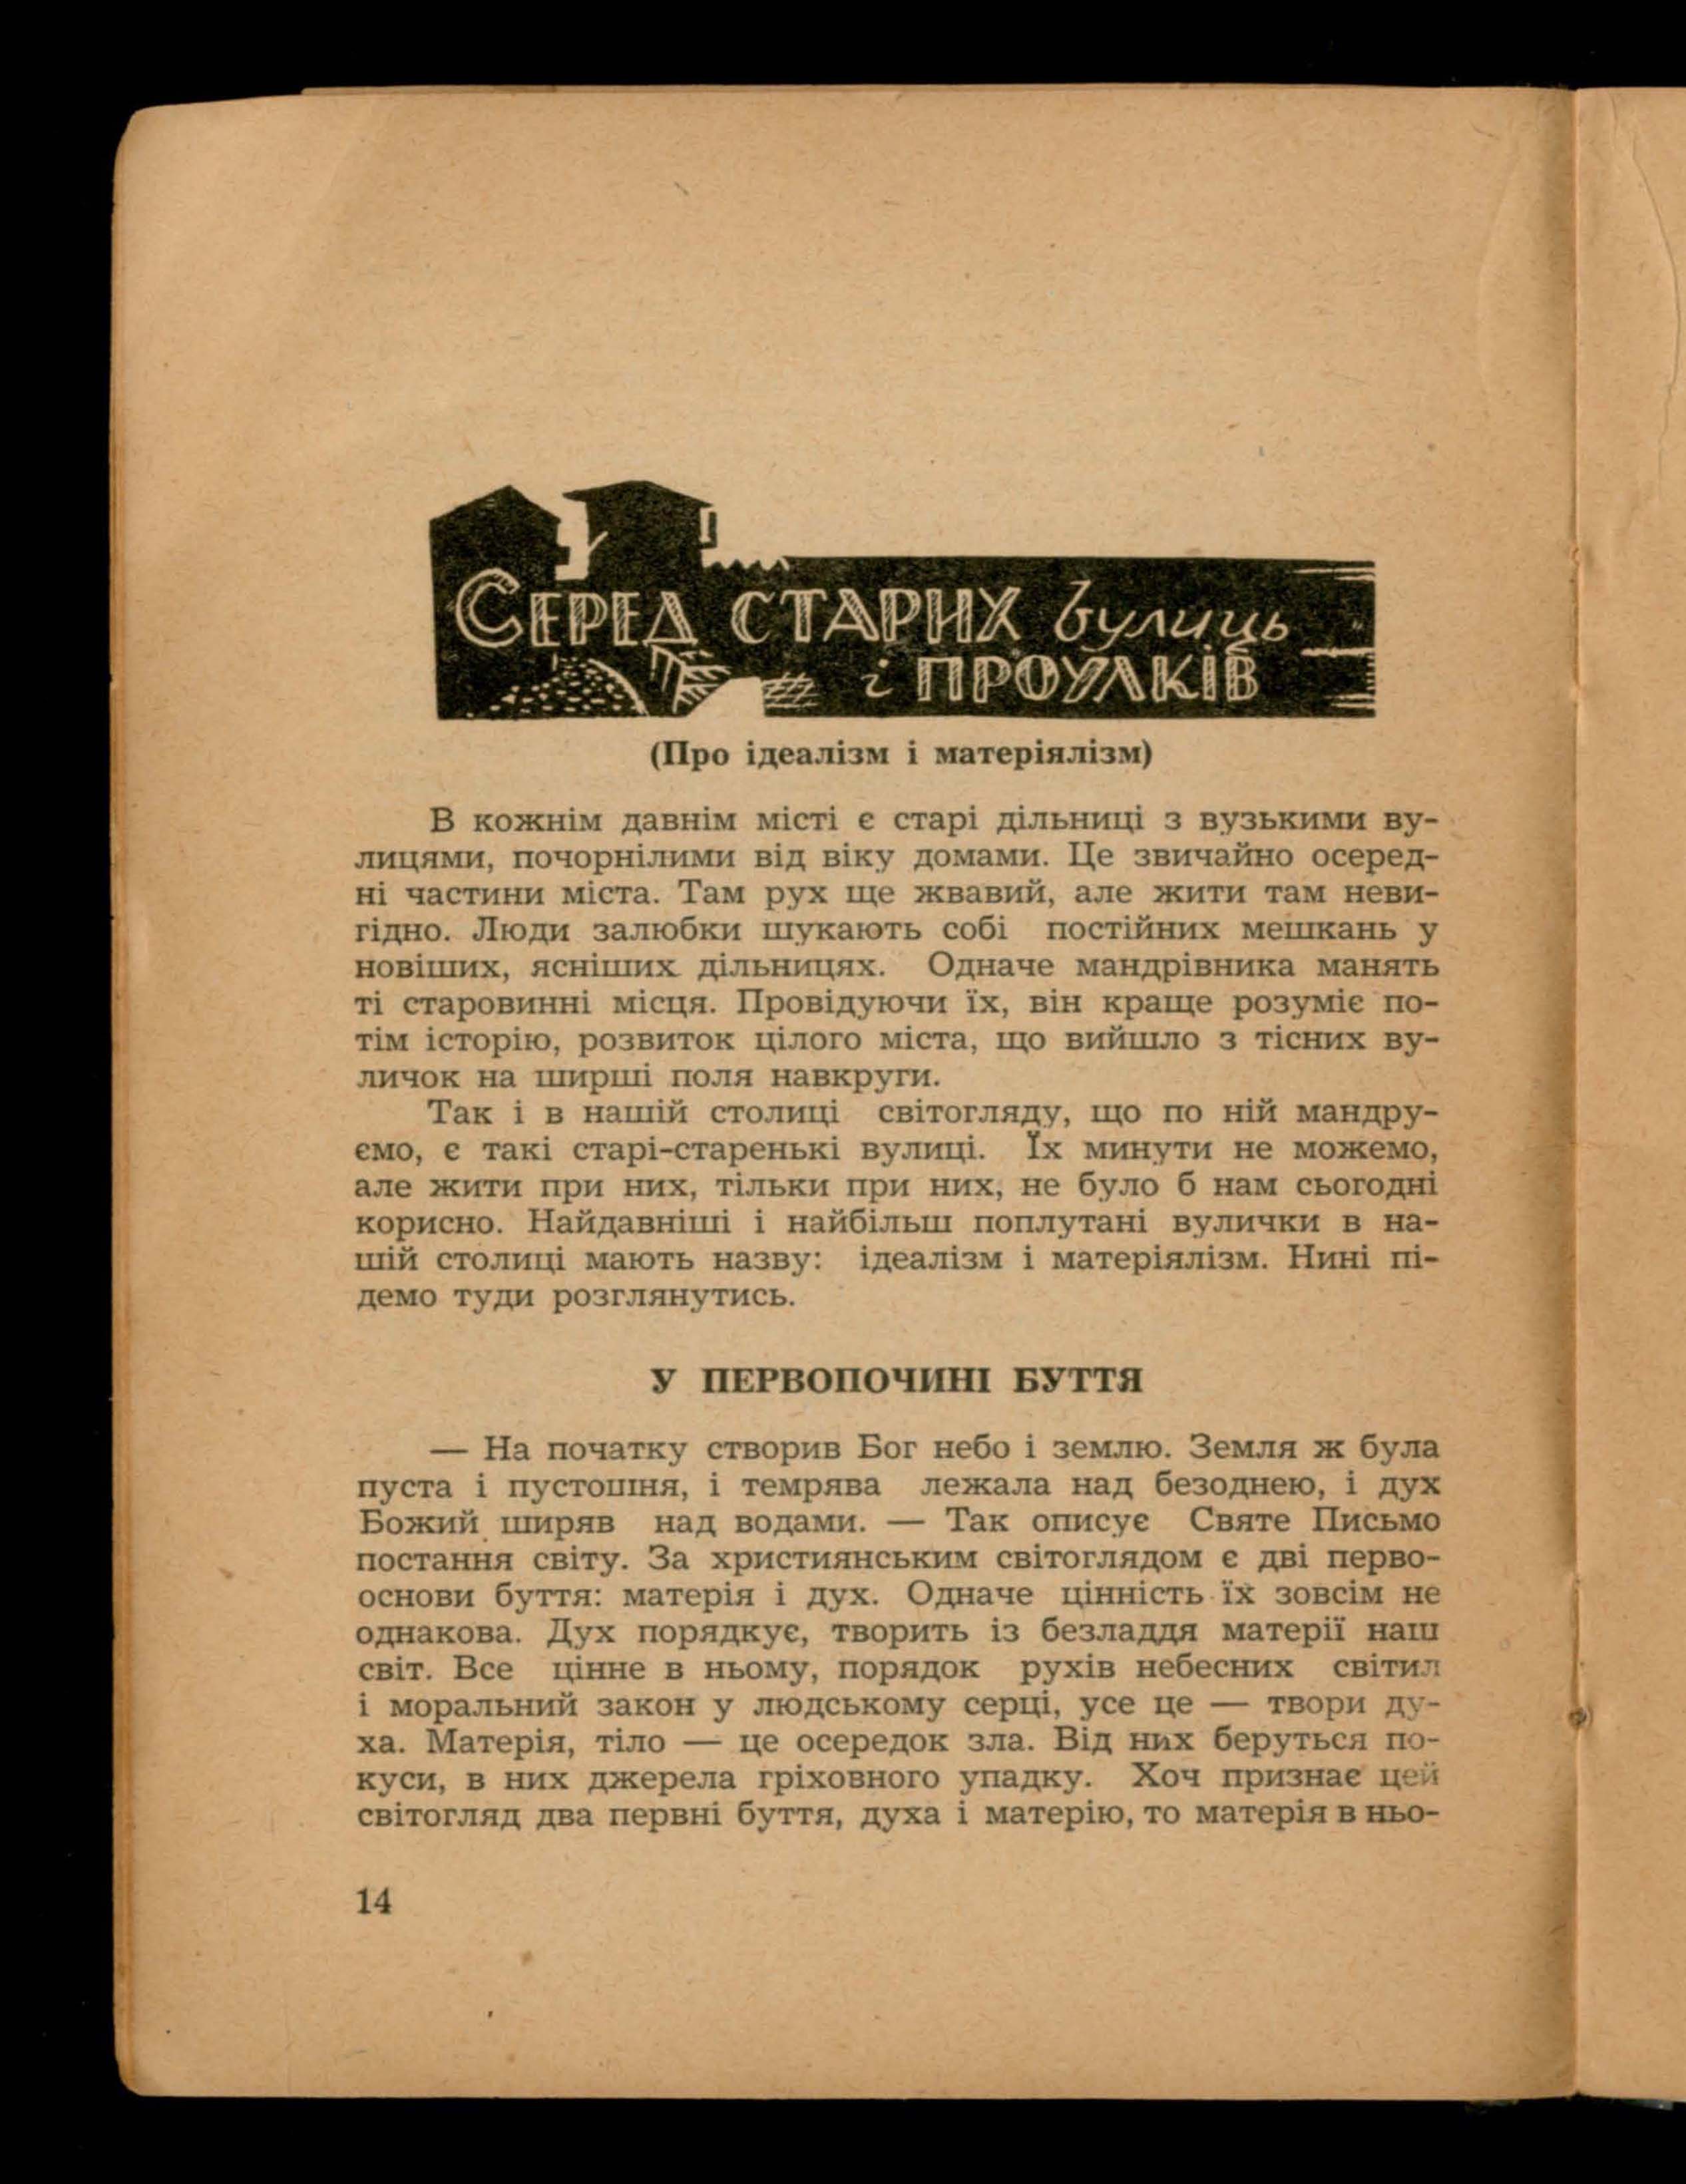 СЕРЕД СТАРИХ вулиць
і ПРОУЛКІВ
(Про ідеалізм і матеріялізм)
В кожнім давнім місті є старі дільниці з вузькими ву-
лицями, почорнілими від віку домами. Це звичайно осеред-
ні частини міста. Там рух ще жвавий, але жити там неви-
гідно. Люди залюбки шукають собі постійних мешкань у
новіших, ясніших дільницях. Одначе мандрівника манять
ті старовинні місця. Провідуючи їх, він краще розуміє по-
тім історію, розвиток цілого міста, що вийшло з тісних ву-
личок на ширші поля навкруги.
Так і в нашій столиці світогляду, що по ній мандру-
ємо, є такі старі-старенькі вулиці. Їх минути не можемо,
але жити при них, тільки при них, не було б нам сьогодні
корисно. Найдавніші і найбільш поплутані вулички в на-
шій столиці мають назву: ідеалізм і матеріялізм. Нині пі-
демо туди розглянутись.
У ПЕРВОПОЧИНІ БУТТЯ
— На початку створив Бог небо і землю. Земля ж була
пуста і пустошня, і темрява лежала над безоднею, і дух
Божий ширяв над водами. — Так описує Святе Письмо
постання світу. За християнським світоглядом є дві перво-
основи буття: матерія і дух. Одначе цінність їх зовсім не
однакова. Дух порядкує, творить із безладдя матерії наш
світ. Все цінне в ньому, порядок рухів небесних світил
і моральний закон у людському серці, усе це — твори ду-
ха. Матерія, тіло — це осередок зла. Від них беруться по-
куси, в них джерела гріховного упадку. Хоч признає цей
світогляд два первні буття, духа і матерію, то матерія в ньо-
14